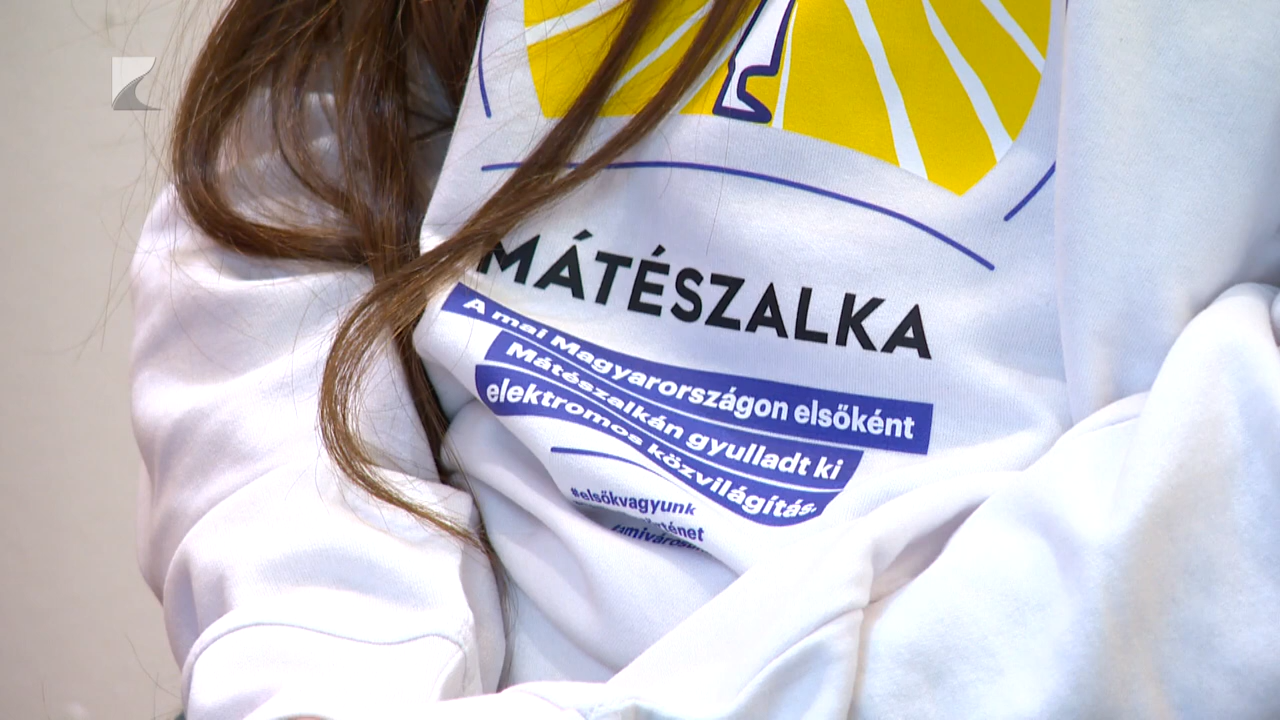 MÁTÉSZALKA
A mai Magyarországon elsőként
Mátészalkán gyulladt ki
elektromos közvilágítás.
#elsőkvagyunk